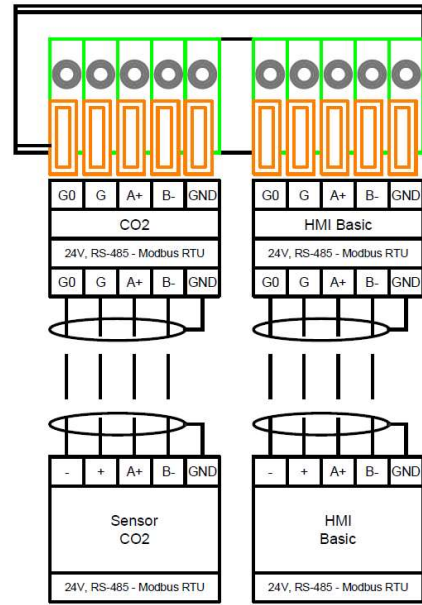 G0 G A+ B- GND G0 G A+ B- GND
CO2 HMI Basic
24V, RS-485 - Modbus RTU 24V, RS-485 - Modbus RTU
G0 G A+ B- GND G0 G A+ B- GND
- + A+ B- GND - + A+ B- GND
Sensor HMI
CO2 Basic
24V, RS-485 - Modbus RTU 24V, RS-485 - Modbus RTU